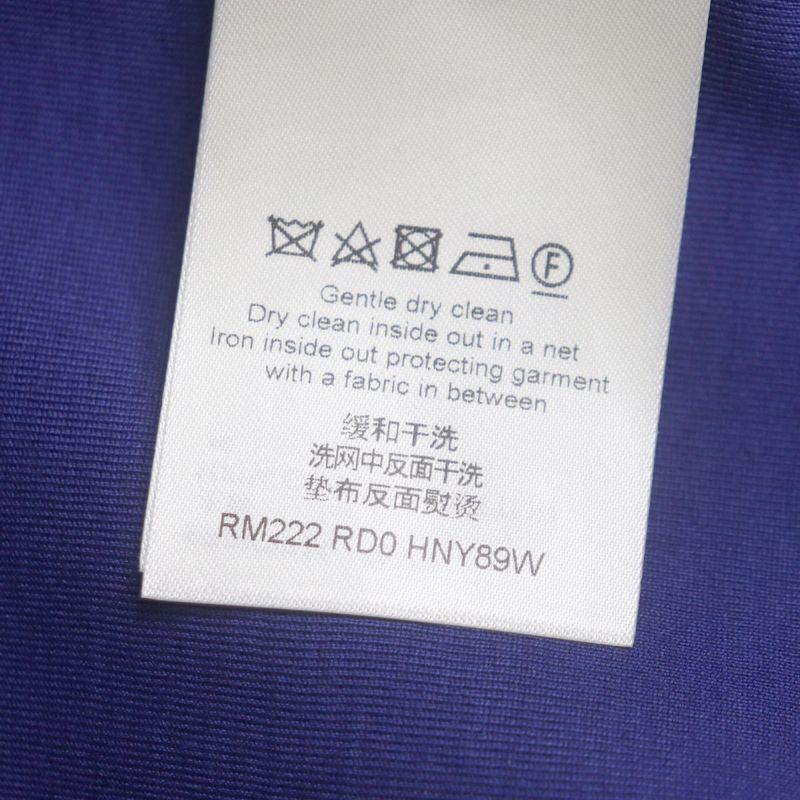 F
Gentle dry clean
Dry clean inside out in a net
Iron inside out protecting garment
with a fabric in between
缓和干洗
洗网中反面干洗
垫布反面熨烫
RM222 RD0 HNY89W